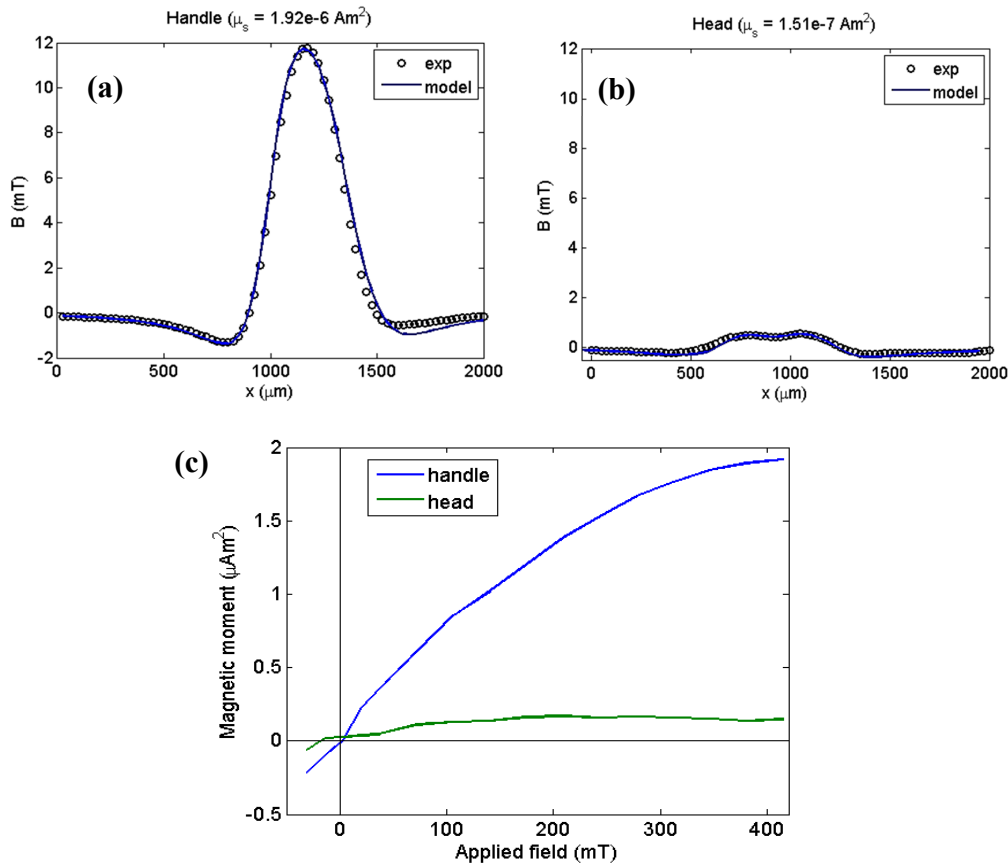 Handle (μs = 1.92e-6 Am²)
(a)
exp
model
12
10
8
6
4
2
0
-2
B (mT)
0 500 1000 1500 2000
x (μm)
Head (μs = 1.51e-7 Am²)
(b)
exp
model
12
10
8
6
4
2
0
B (mT)
0 500 1000 1500 2000
x (μm)
(c)
handle
head
2
1.5
1
0.5
0
-0.5
Magnetic moment (μAm²)
0 100 200 300 400
Applied field (mT)